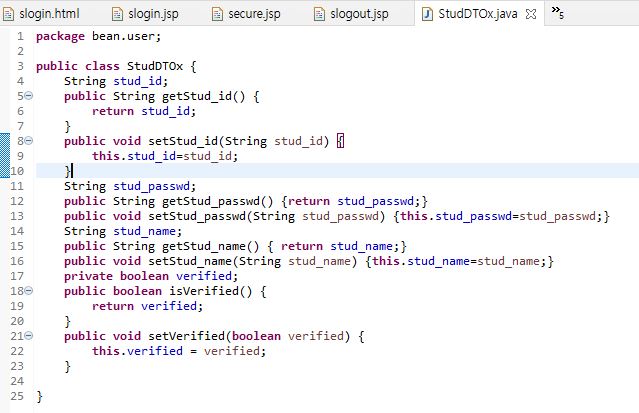 slogin.html slogin.jsp secure.jsp slogout.jsp StudDTOx.java »5
1 package bean.user;
2
3 public class StudDTOx {
4     String stud_id;
5     public String getStud_id() {
6         return stud_id;
7     }
8     public void setStud_id(String stud_id) {
9         this.stud_id=stud_id;
10     }
11     String stud_passwd;
12     public String getStud_passwd() {return stud_passwd;}
13     public void setStud_passwd(String stud_passwd) {this.stud_passwd=stud_passwd;}
14     String stud_name;
15     public String getStud_name() { return stud_name;}
16     public void setStud_name(String stud_name) {this.stud_name=stud_name;}
17     private boolean verified;
18     public boolean isVerified() {
19         return verified;
20     }
21     public void setVerified(boolean verified) {
22         this.verified = verified;
23     }
24
25 }